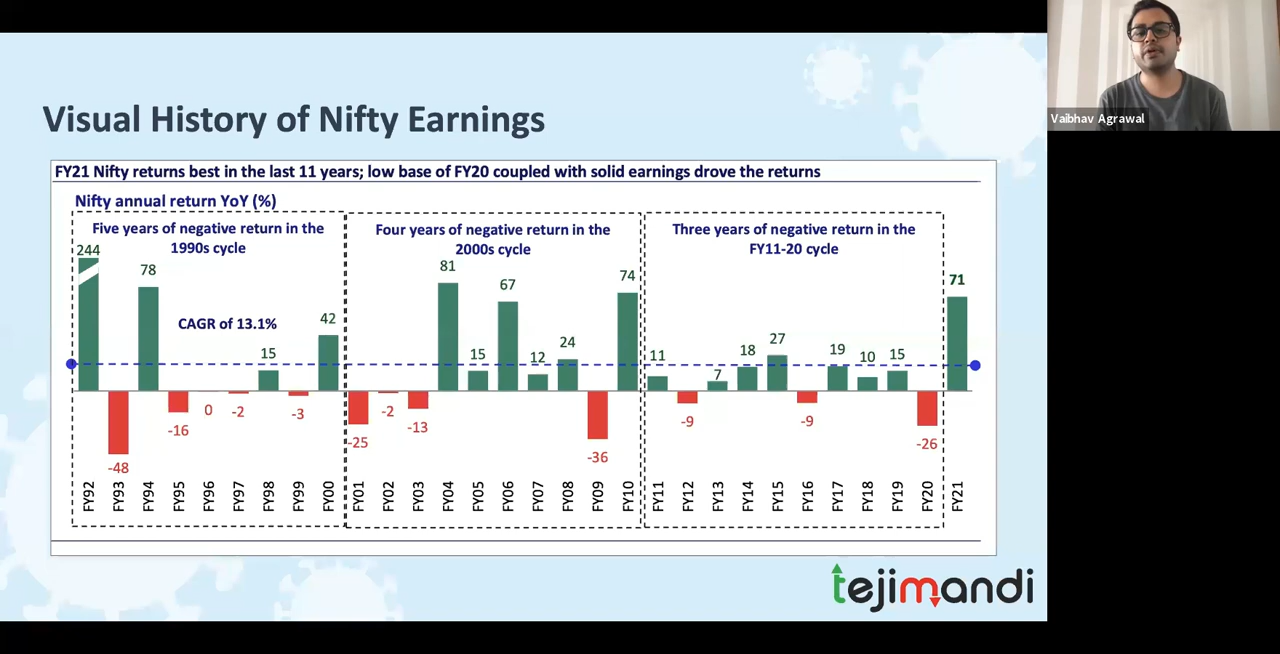 Vaibhav Agrawal
Visual History of Nifty Earnings
FY21 Nifty returns best in the last 11 years; low base of FY20 coupled with solid earnings drove the returns
Nifty annual return YoY (%)
Five years of negative return in the
1990s cycle
Four years of negative return in the
2000s cycle
Three years of negative return in the
FY11-20 cycle
CAGR of 13.1%
244
-48
78
-16
0
-2
15
-3
42
-25
-2
-13
81
15
67
12
24
-36
74
11
-9
7
18
27
-9
19
10
15
-26
71
FY92
FY93
FY94
FY95
FY96
FY97
FY98
FY99
FY00
FY01
FY02
FY03
FY04
FY05
FY06
FY07
FY08
FY09
FY10
FY11
FY12
FY13
FY14
FY15
FY16
FY17
FY18
FY19
FY20
FY21
tejimandi